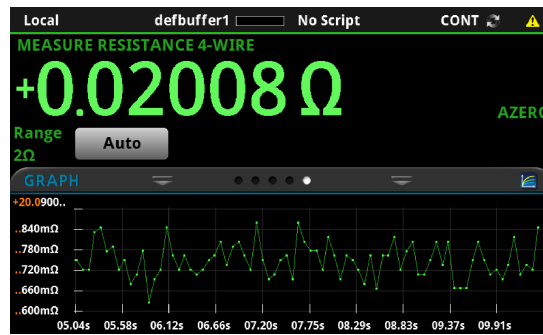 Local defbuffer1 No Script CONT
MEASURE RESISTANCE 4-WIRE
+0.02008 Ω
AZERO
Range Auto
2Ω
GRAPH
+20.0900..
..840mΩ
..780mΩ
..720mΩ
..660mΩ
..600mΩ
05.04s 05.58s 06.12s 06.66s 07.20s 07.75s 08.29s 08.83s 09.37s 09.91s